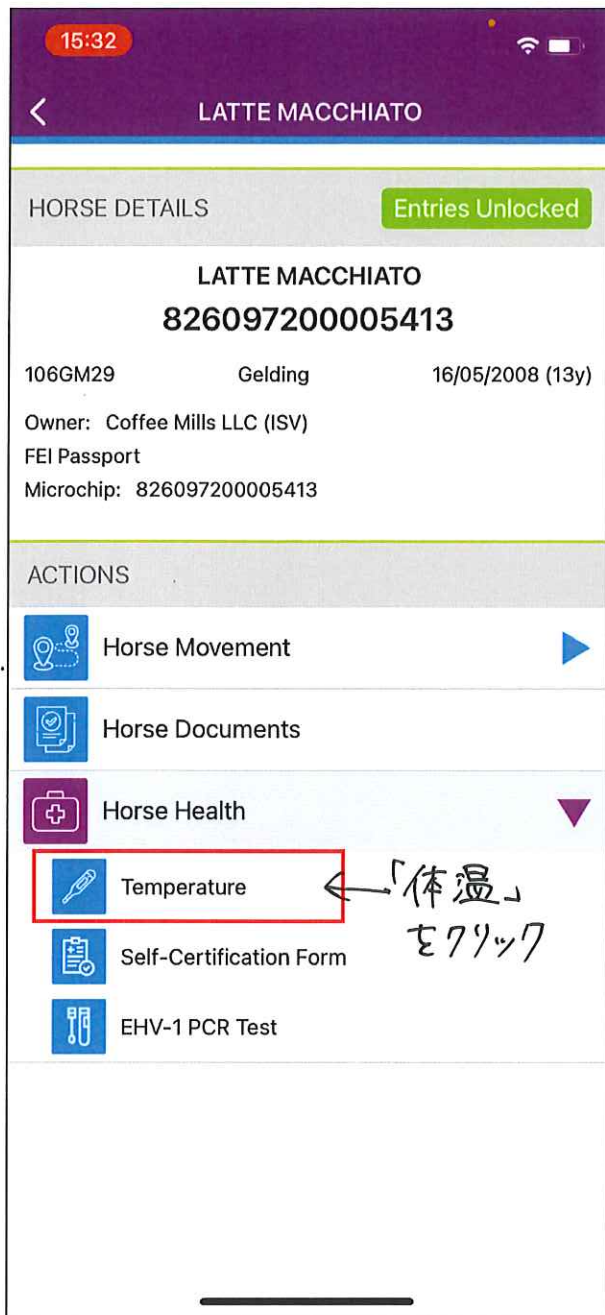 15:32
LATTE MACCHIATO
HORSE DETAILS
Entries Unlocked
LATTE MACCHIATO
826097200005413
106GM29 Gelding 16/05/2008 (13y)
Owner: Coffee Mills LLC (ISV)
FEI Passport
Microchip: 826097200005413
ACTIONS
Horse Movement
Horse Documents
Horse Health
Temperature ←「体温」
をクリック
Self-Certification Form
EHV-1 PCR Test